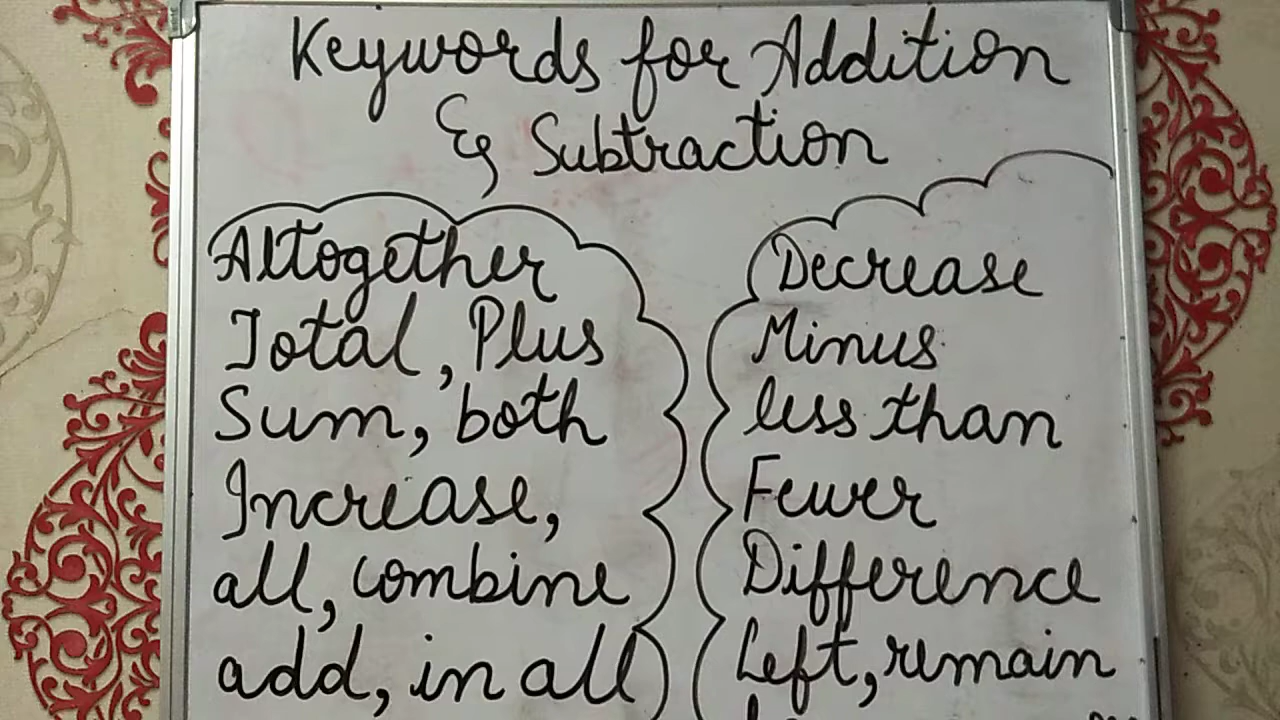 Keywords for Addition
& Subtraction
Altogether
Total, Plus
Sum, both
Increase,
all, combine
add, in all
Decrease
Minus
less than
Fewer
Difference
Left, remain